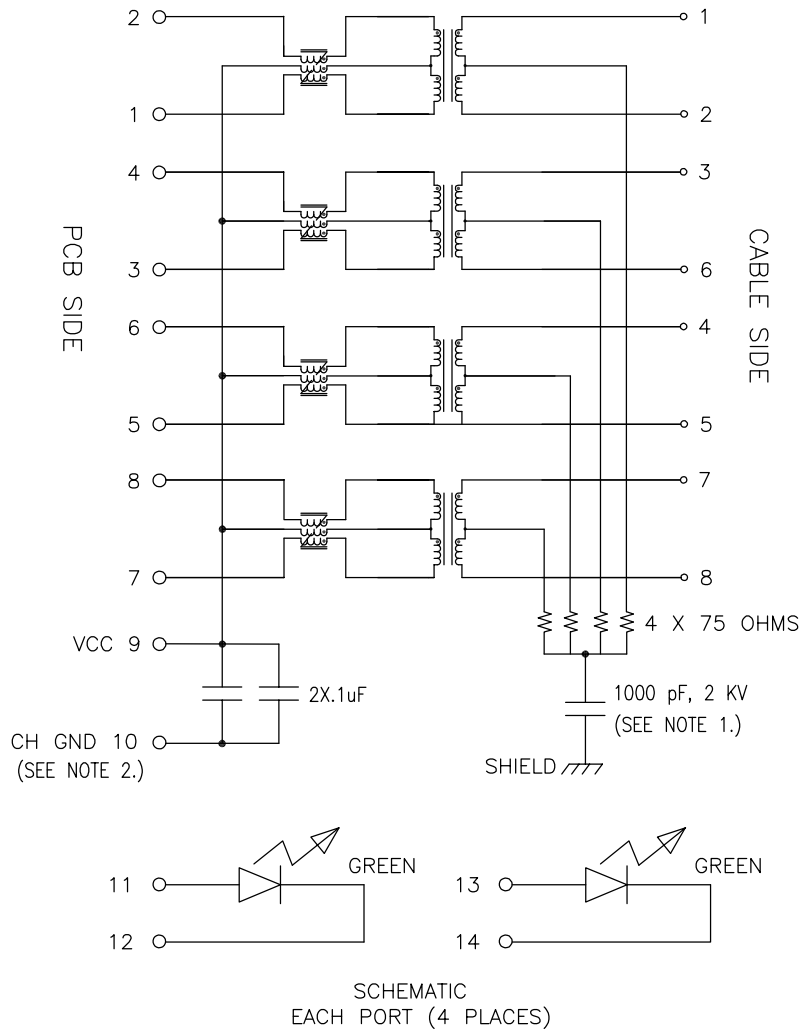 2
1
1
2
4
3
3
6
PCB SIDE
CABLE SIDE
6
4
5
5
8
7
7
8
4 X 75 OHMS
VCC 9
2X.1uF
1000 pF, 2 KV
(SEE NOTE 1.)
CH GND 10
(SEE NOTE 2.)
SHIELD
GREEN
GREEN
11
13
12
14
SCHEMATIC
EACH PORT (4 PLACES)